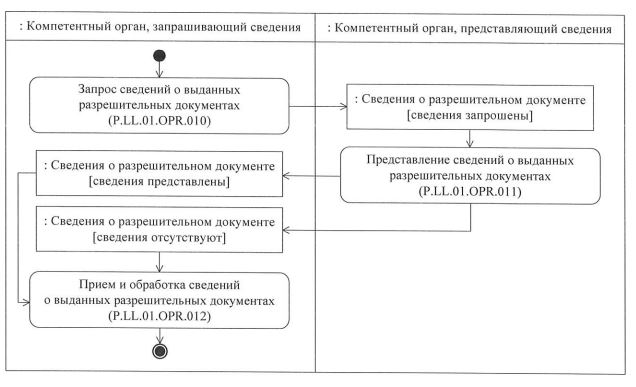 : Компетентный орган, запрашивающий сведения
: Компетентный орган, представляющий сведения
Запрос сведений о выданных
разрешительных документах
(P.LL.01.OPR.010)
: Сведения о разрешительном документе
[сведения запрошены]
Представление сведений о выданных
разрешительных документах
(P.LL.01.OPR.011)
: Сведения о разрешительном документе
[сведения представлены]
: Сведения о разрешительном документе
[сведения отсутствуют]
Прием и обработка сведений
о выданных разрешительных документах
(P.LL.01.OPR.012)